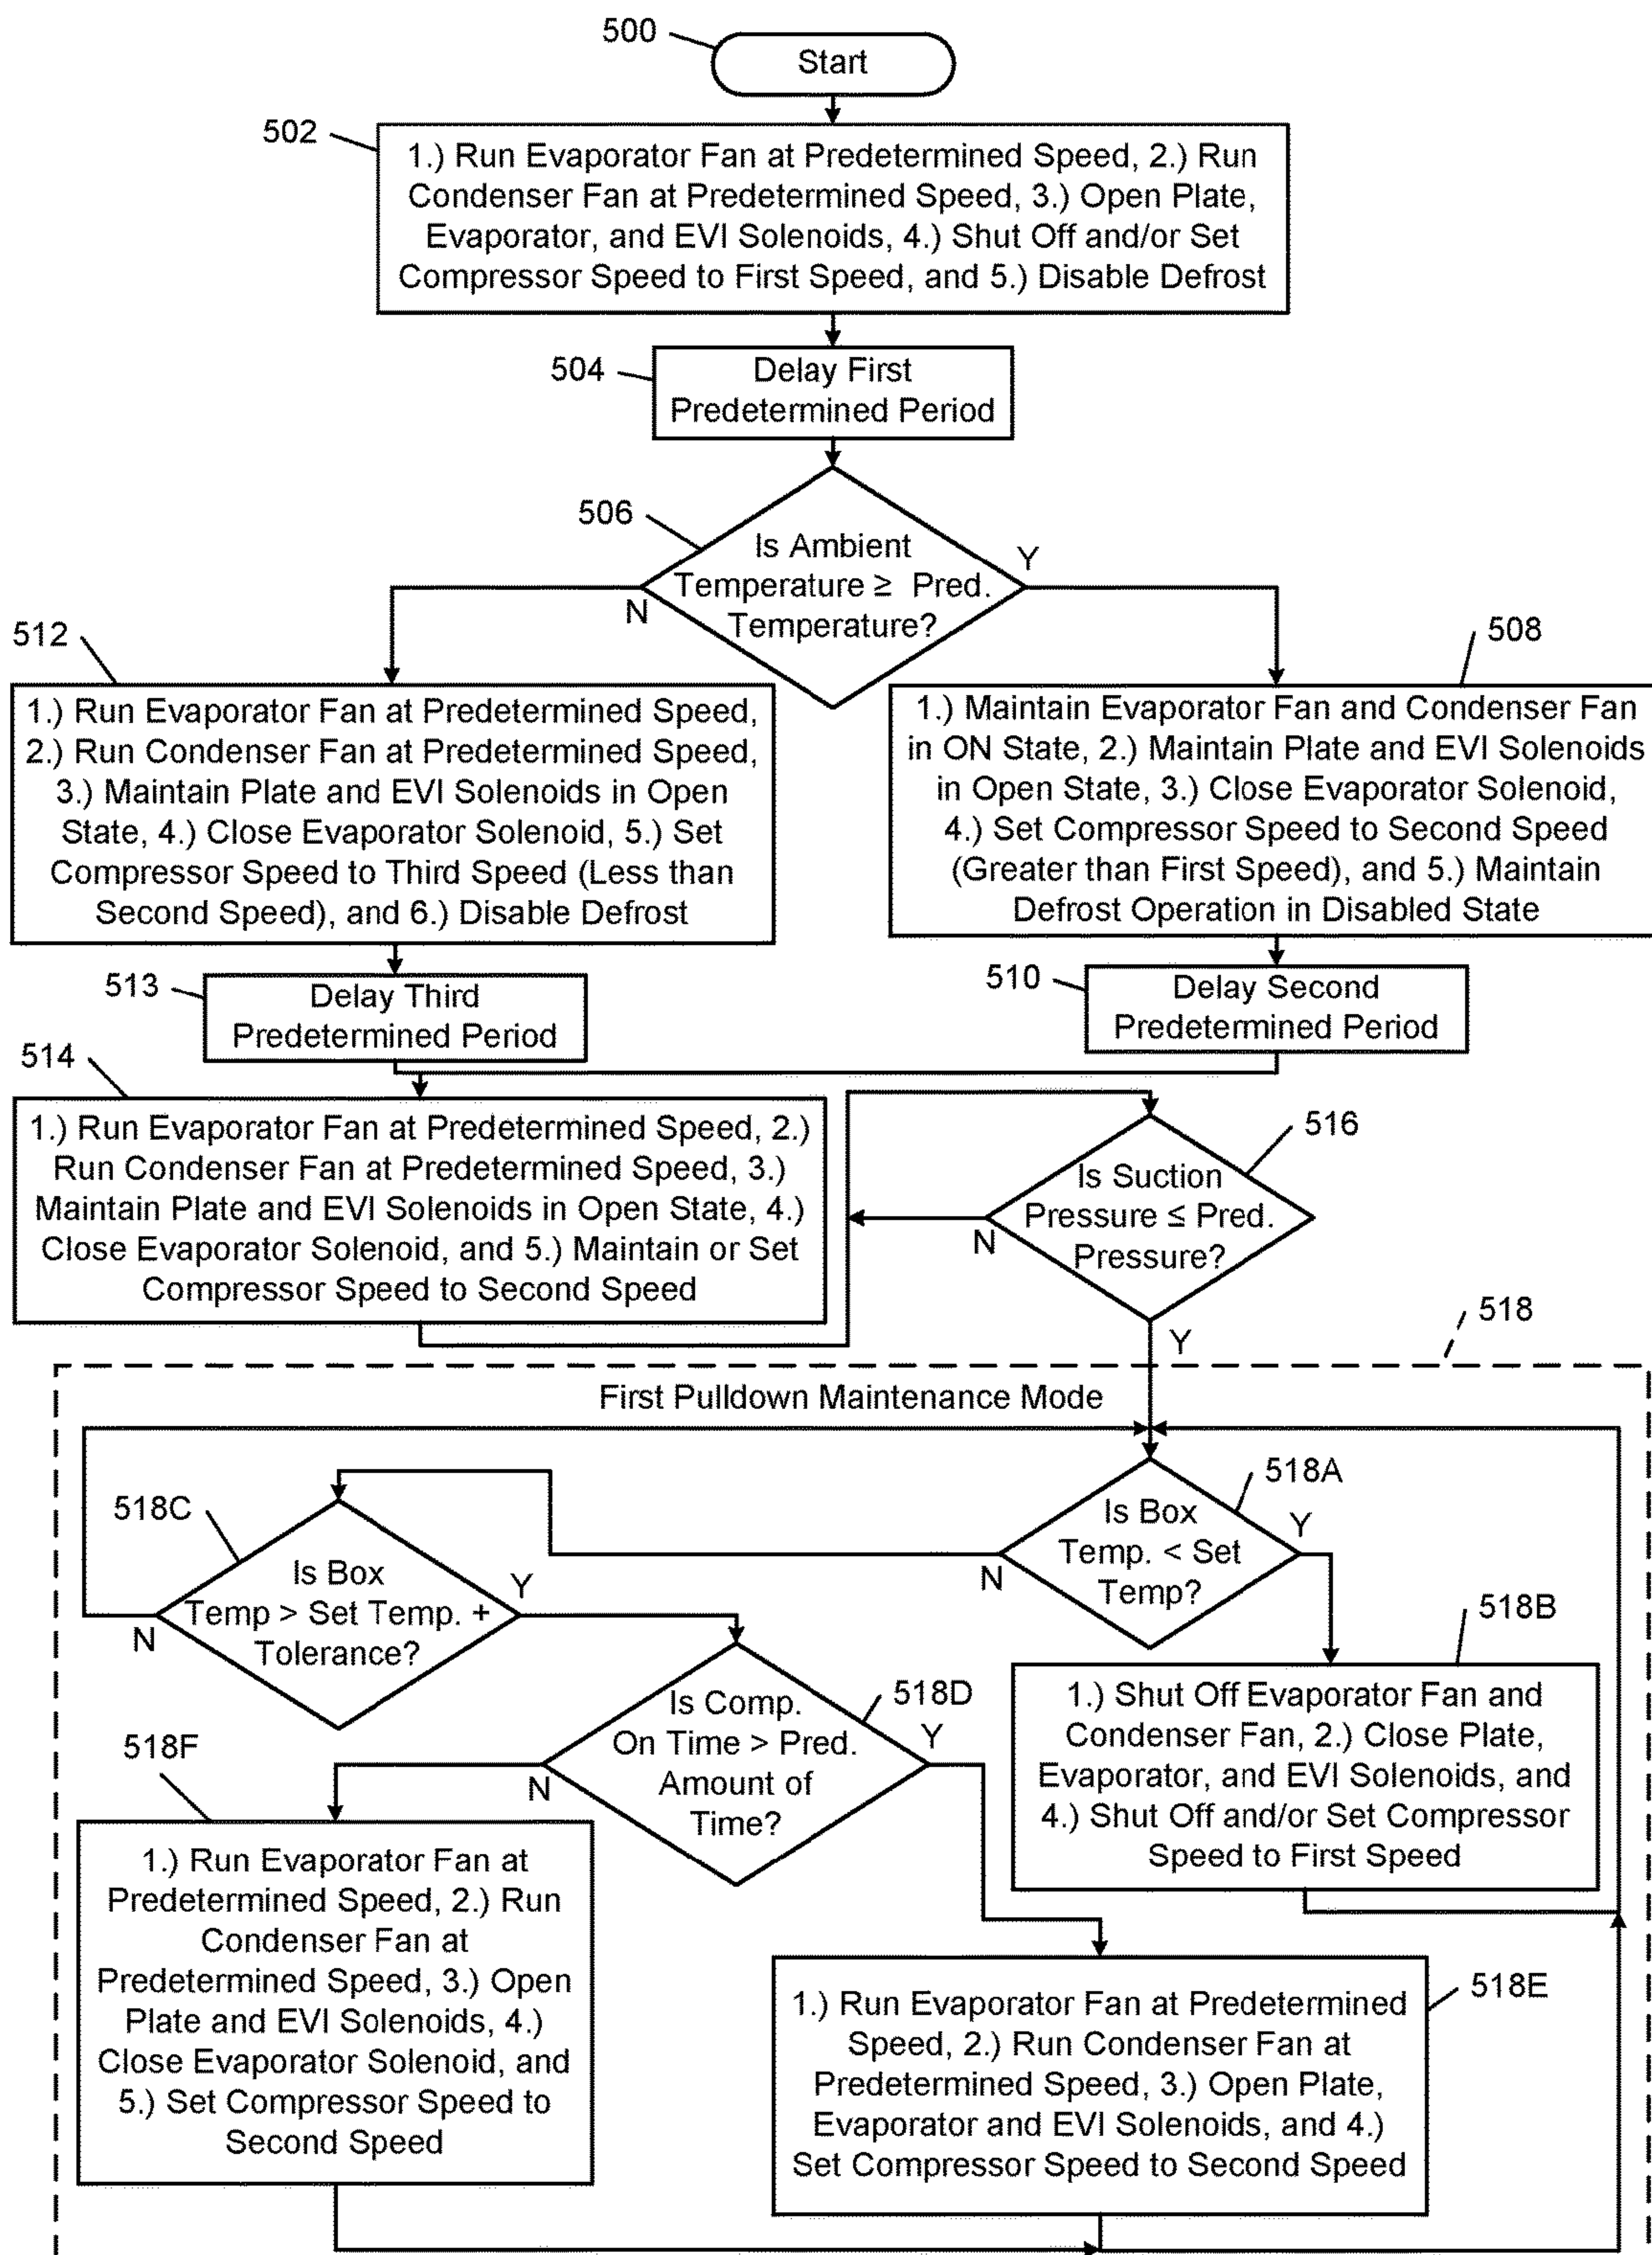 500
Start
502
1.) Run Evaporator Fan at Predetermined Speed, 2.) Run
Condenser Fan at Predetermined Speed, 3.) Open Plate,
Evaporator, and EVI Solenoids, 4.) Shut Off and/or Set
Compressor Speed to First Speed, and 5.) Disable Defrost
504
Delay First
Predetermined Period
506
Is Ambient
Temperature ≥ Pred.
Temperature?
Y
N
512
1.) Run Evaporator Fan at Predetermined Speed,
2.) Run Condenser Fan at Predetermined Speed,
3.) Maintain Plate and EVI Solenoids in Open
State, 4.) Close Evaporator Solenoid, 5.) Set
Compressor Speed to Third Speed (Less than
Second Speed), and 6.) Disable Defrost
508
1.) Maintain Evaporator Fan and Condenser Fan
in ON State, 2.) Maintain Plate and EVI Solenoids
in Open State, 3.) Close Evaporator Solenoid,
4.) Set Compressor Speed to Second Speed
(Greater than First Speed), and 5.) Maintain
Defrost Operation in Disabled State
513
Delay Third
Predetermined Period
510
Delay Second
Predetermined Period
514
1.) Run Evaporator Fan at Predetermined Speed, 2.)
Run Condenser Fan at Predetermined Speed, 3.)
Maintain Plate and EVI Solenoids in Open State, 4.)
Close Evaporator Solenoid, and 5.) Maintain or Set
Compressor Speed to Second Speed
516
Is Suction
Pressure ≤ Pred.
Pressure?
N
Y
518
First Pulldown Maintenance Mode
518A
Is Box
Temp. < Set
Temp?
Y
N
518C
Is Box
Temp > Set Temp. +
Tolerance?
Y
N
518B
1.) Shut Off Evaporator Fan and
Condenser Fan, 2.) Close Plate,
Evaporator, and EVI Solenoids, and
4.) Shut Off and/or Set Compressor
Speed to First Speed
518D
Is Comp.
On Time > Pred.
Amount of
Time?
Y
N
518F
1.) Run Evaporator Fan at
Predetermined Speed, 2.) Run
Condenser Fan at
Predetermined Speed, 3.) Open
Plate and EVI Solenoids, 4.)
Close Evaporator Solenoid, and
5.) Set Compressor Speed to
Second Speed
518E
1.) Run Evaporator Fan at Predetermined
Speed, 2.) Run Condenser Fan at
Predetermined Speed, 3.) Open Plate,
Evaporator and EVI Solenoids, and 4.)
Set Compressor Speed to Second Speed